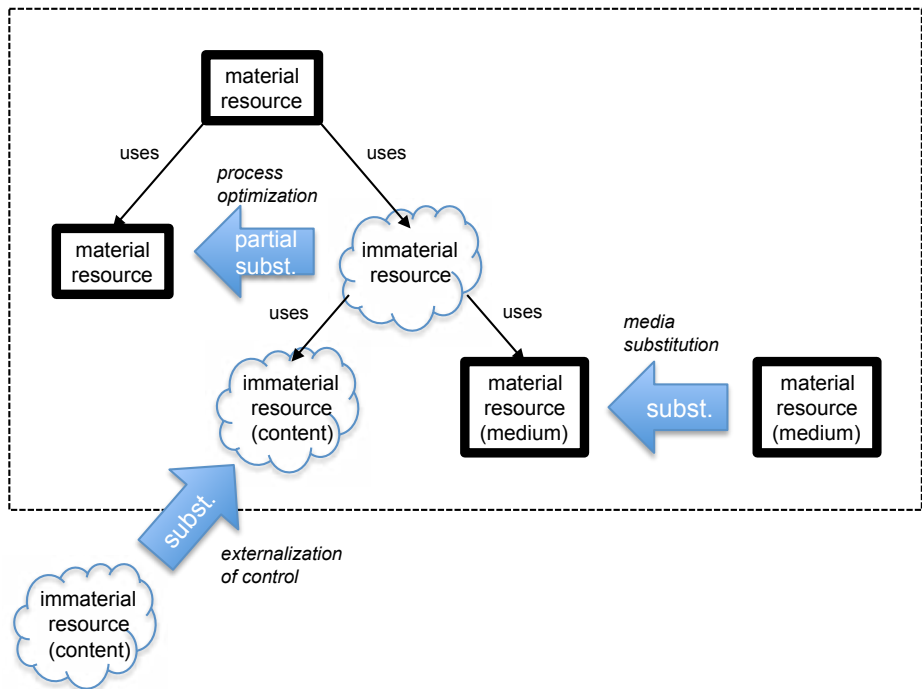 material
resource
uses
uses
process
optimization
material
resource
partial
subst.
immaterial
resource
uses
uses
media
substitution
immaterial
resource
(content)
material
resource
(medium)
subst.
material
resource
(medium)
subst.
externalization
of control
immaterial
resource
(content)